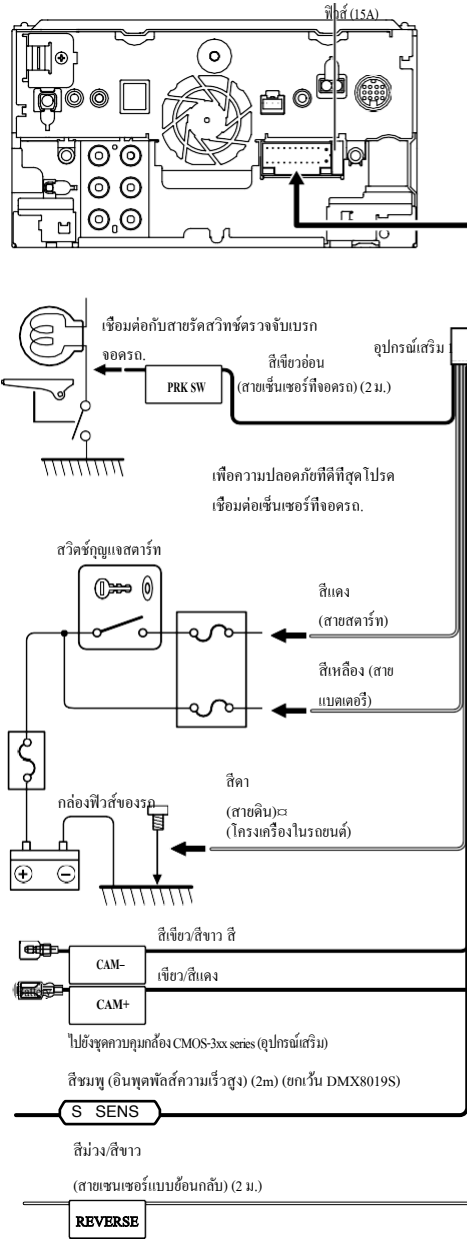 ฟิวส์ (15A)
เชื่อมต่อกับสายรัดสวิทช์ตรวจจับเบรก
จอดรถ.
PRK SW
สีเขียวอ่อน
(สายเซ็นเซอร์ที่จอดรถ) (2 ม.)
อุปกรณ์เสริม 1
เพื่อความปลอดภัยที่ดีที่สุดโปรด
เชื่อมต่อเซ็นเซอร์ที่จอดรถ.
สวิตช์กุญแจสตาร์ท
สีแดง
(สายสตาร์ท)
สีเหลือง (สาย
แบตเตอรี่)
กล่องฟิวส์ของรถ
สีดา
(สายดิน)¤
(โครงเครื่องในรถยนต์)
สีเขียว/สีขาว สี
CAM–
เขียว/สีแดง
CAM+
ไปยังชุดควบคุมกล้อง CMOS-3xx series (อุปกรณ์เสริม)
สีชมพู (อินพุตพัลส์ความเร็วสูง) (2m) (ยกเว้น DMX8019S)
S SENS
สีม่วง/สีขาว
(สายเซนเซอร์แบบย้อนกลับ) (2 ม.)
REVERSE